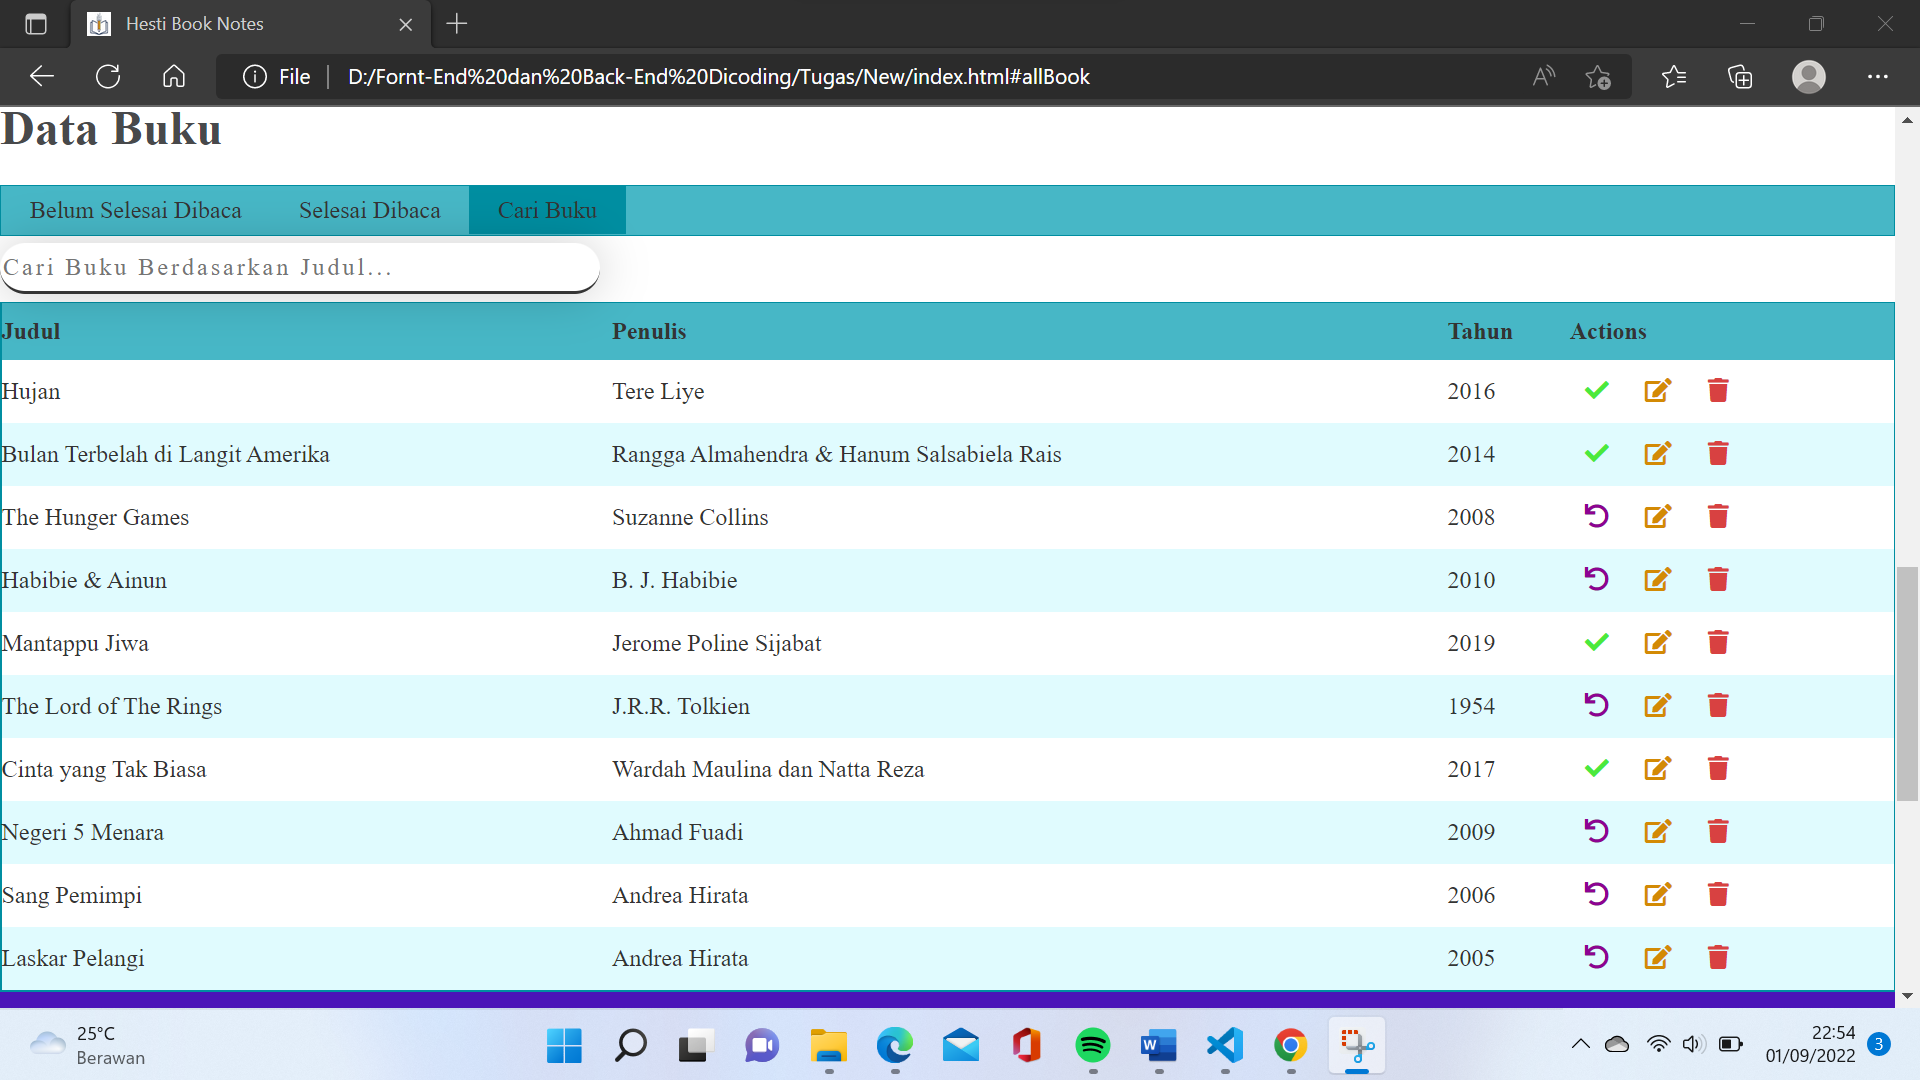 Hesti Book Notes
File
D:/Fornt-End%20dan%20Back-End%20Dicoding/Tugas/New/index.html#allBook
Data Buku
Belum Selesai Dibaca Selesai Dibaca Cari Buku
Cari Buku Berdasarkan Judul...
Judul Penulis Tahun Actions
Hujan Tere Liye 2016
Bulan Terbelah di Langit Amerika Rangga Almahendra & Hanum Salsabiela Rais 2014
The Hunger Games Suzanne Collins 2008
Habibie & Ainun B. J. Habibie 2010
Mantappu Jiwa Jerome Poline Sijabat 2019
The Lord of The Rings J.R.R. Tolkien 1954
Cinta yang Tak Biasa Wardah Maulina dan Natta Reza 2017
Negeri 5 Menara Ahmad Fuadi 2009
Sang Pemimpi Andrea Hirata 2006
Laskar Pelangi Andrea Hirata 2005
25°C
Berawan
22:54
01/09/2022
3